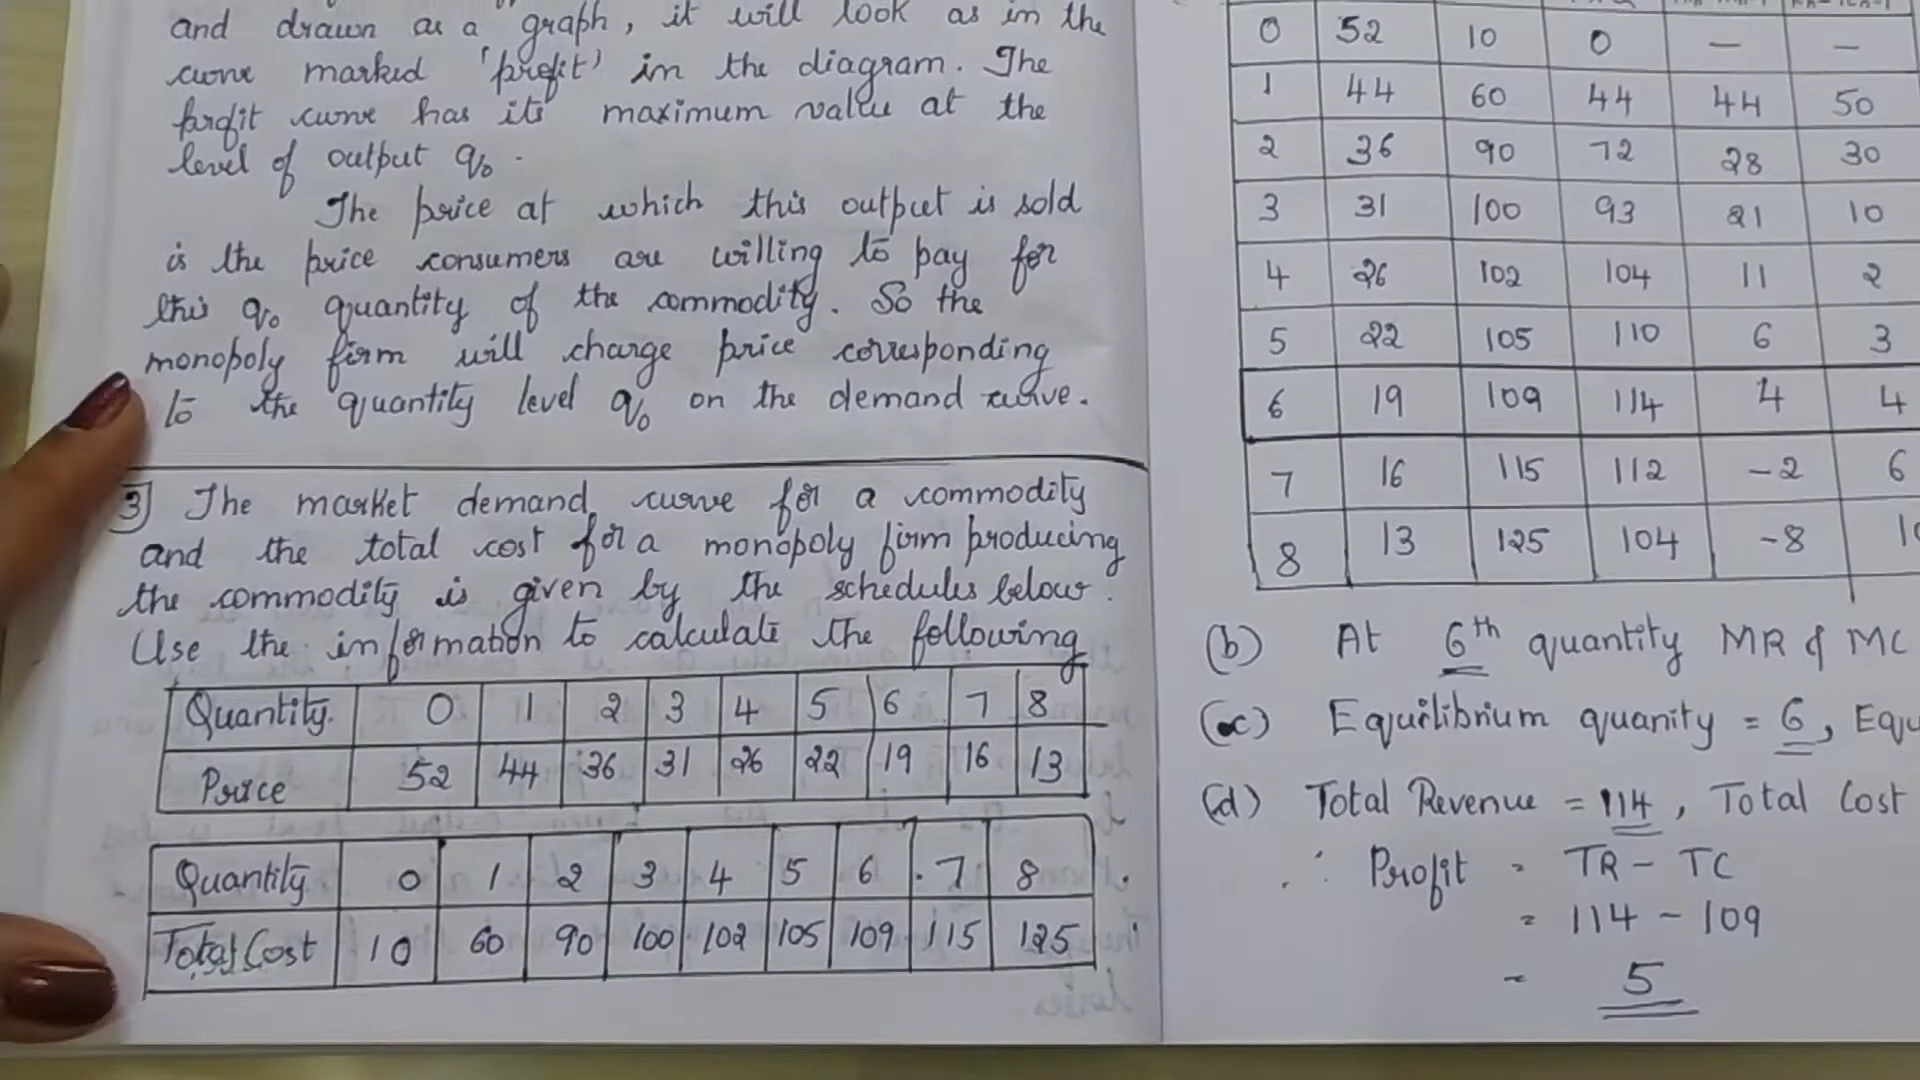 and drawn as a graph, it will look as in the
curve marked 'profit' in the diagram. The
profit curve has its maximum value at the
level of output q0.
The price at which this output is sold
is the price consumers are willing to pay for
this q0 quantity of the commodity. So the
monopoly firm will charge price corresponding
to the quantity level q0 on the demand curve.
3] The market demand curve for a commodity
and the total cost for a monopoly firm producing
the commodity is given by the schedules below.
Use the information to calculate the following
Quantity. 0 1 2 3 4 5 6 7 8
Price 52 44 36 31 26 22 19 16 13
Quantity. 0 1 2 3 4 5 6 7 8
Total Cost 10 60 90 100 102 105 109 115 125
0 52 10 0 — —
1 44 60 44 44 50
2 36 90 72 28 30
3 31 100 93 21 10
4 26 102 104 11 2
5 22 105 110 6 3
6 19 109 114 4 4
7 16 115 112 -2 6
8 13 125 104 -8
(b) At 6th quantity MR & MC
(c) Equilibrium quanity = 6,
(d) Total Revenue = 114, Total Cost
∴ Profit = TR - TC
= 114 - 109
= 5